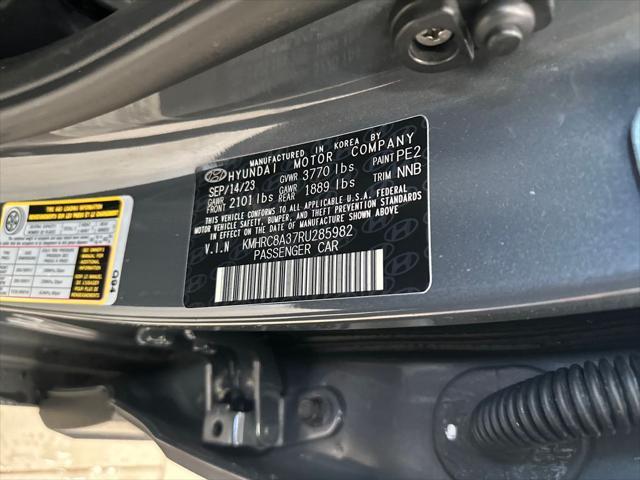 MANUFACTURED IN KOREA BY
HYUNDAI MOTOR COMPANY
SEP/14/23 GVWR 3770 lbs PAINT PE2
GAWR FRONT 2101 lbs GAWR REAR 1889 lbs TRIM NNB
THIS VEHICLE CONFORMS TO ALL APPLICABLE U.S.A. FEDERAL
MOTOR VEHICLE SAFETY, BUMPER, AND THEFT PREVENTION
STANDARDS IN EFFECT ON THE DATE OF MANUFACTURE SHOWN ABOVE
V.I.N KMHRC8A37RU285982
PASSENGER CAR
G94